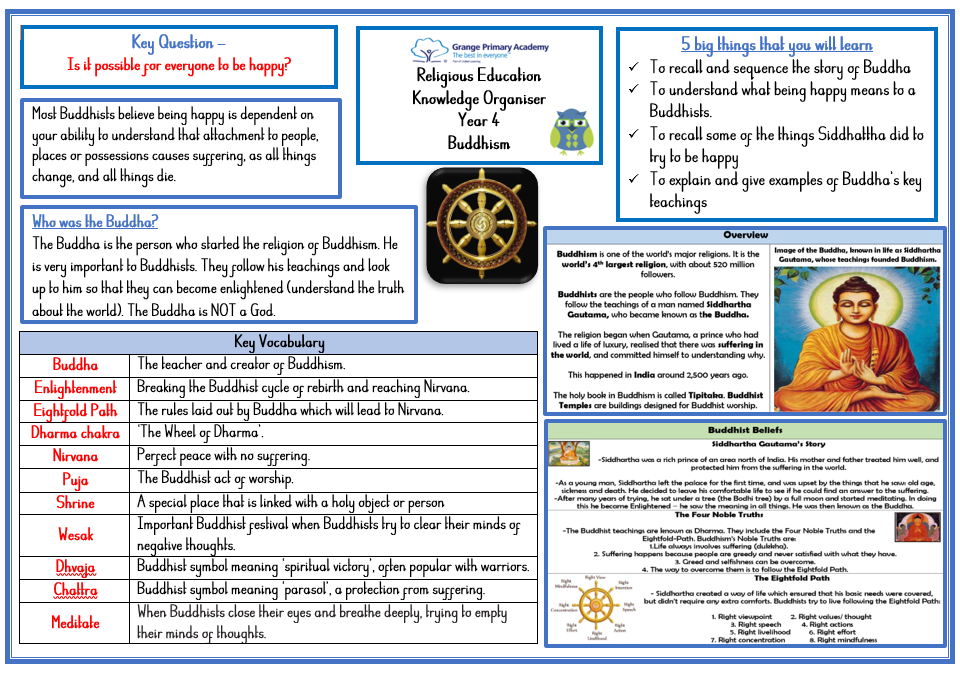 Key Question –
Is it possible for everyone to be happy?
Most Buddhists believe being happy is dependent on
your ability to understand that attachment to people,
places or possessions causes suffering, as all things
change, and all things die.
Who was the Buddha?
The Buddha is the person who started the religion of Buddhism. He
is very important to Buddhists. They follow his teachings and look
up to him so that they can become enlightened (understand the truth
about the world). The Buddha is NOT a God.
Grange Primary Academy
The best in everyone
Religious Education
Knowledge Organiser
Year 4
Buddhism
5 big things that you will learn
✓ To recall and sequence the story of Buddha
✓ To understand what being happy means to a
Buddhists.
✓ To recall some of the things Siddhattha did to
try to be happy
✓ To explain and give examples of Buddha's key
teachings
Key Vocabulary
Buddha The teacher and creator of Buddhism.
Enlightenment Breaking the Buddhist cycle of rebirth and reaching Nirvana.
Eightfold Path The rules laid out by Buddha which will lead to Nirvana.
Dharma chakra 'The Wheel of Dharma'.
Nirvana Perfect peace with no suffering.
Puja The Buddhist act of worship.
Shrine A special place that is linked with a holy object or person
Wesak Important Buddhist festival when Buddhists try to clear their minds of
negative thoughts.
Dhvaja Buddhist symbol meaning 'spiritual victory', often popular with warriors.
Chattra Buddhist symbol meaning 'parasol', a protection from suffering.
Meditate When Buddhists close their eyes and breathe deeply, trying to empty
their minds of thoughts.
Overview
Buddhism is one of the world's major religions. It is the
world's 4th largest religion, with about 520 million
followers.
Buddhists are the people who follow Buddhism. They
follow the teachings of a man named Siddhartha
Gautama, who became known as the Buddha.
The religion began when Gautama, a prince who had
lived a life of luxury, realised that there was suffering in
the world, and committed himself to understanding why.
This happened in India around 2,500 years ago.
The holy book in Buddhism is called Tipitaka. Buddhist
Temples are buildings designed for Buddhist worship.
Image of the Buddha, known in life as Siddhartha
Gautama, whose teachings founded Buddhism.
Buddhist Beliefs
Siddhartha Gautama's Story
-Siddhartha was a rich prince of an area north of India. His mother and father treated him well, and
protected him from the suffering in the world.
-As a young man, Siddhartha left the palace for the first time, and was upset by the things that he saw old age,
sickness and death. He decided to leave his comfortable life to see if he could find an answer to the suffering.
-After many years of trying, he sat under a tree (the Bodhi tree) by a full moon and started meditating. In doing
this he became Enlightened – he saw the meaning in all things. He was then known as the Buddha.
The Four Noble Truths
-The Buddhist teachings are known as Dharma. They include the Four Noble Truths and the
Eightfold-Path. Buddhism's Noble Truths are:
1.Life always involves suffering (dukkha).
2. Suffering happens because people are greedy and never satisfied with what they have.
3. Greed and selfishness can be overcome.
4. The way to overcome them is to follow the Eightfold Path.
The Eightfold Path
- Siddhartha created a way of life which ensured that his basic needs were covered,
but didn't require any extra comforts. Buddhists try to live following the Eightfold Path:
1. Right viewpoint 2. Right values/ thought
3. Right speech 4. Right actions
5. Right livelihood 6. Right effort
7. Right concentration 8. Right mindfulness
Right View
Right Intention
Right Speech
Right Action
Right Livelihood
Right Effort
Right Concentration
Right Mindfulness